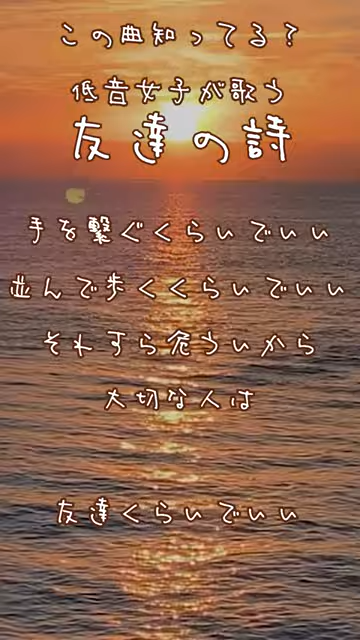 この曲知ってる？
低音女子が歌う
友達の詩
手を繋ぐくらいでいい
並んで歩くくらいでいい
それすら危ういから
大切な人は
友達くらいでいい